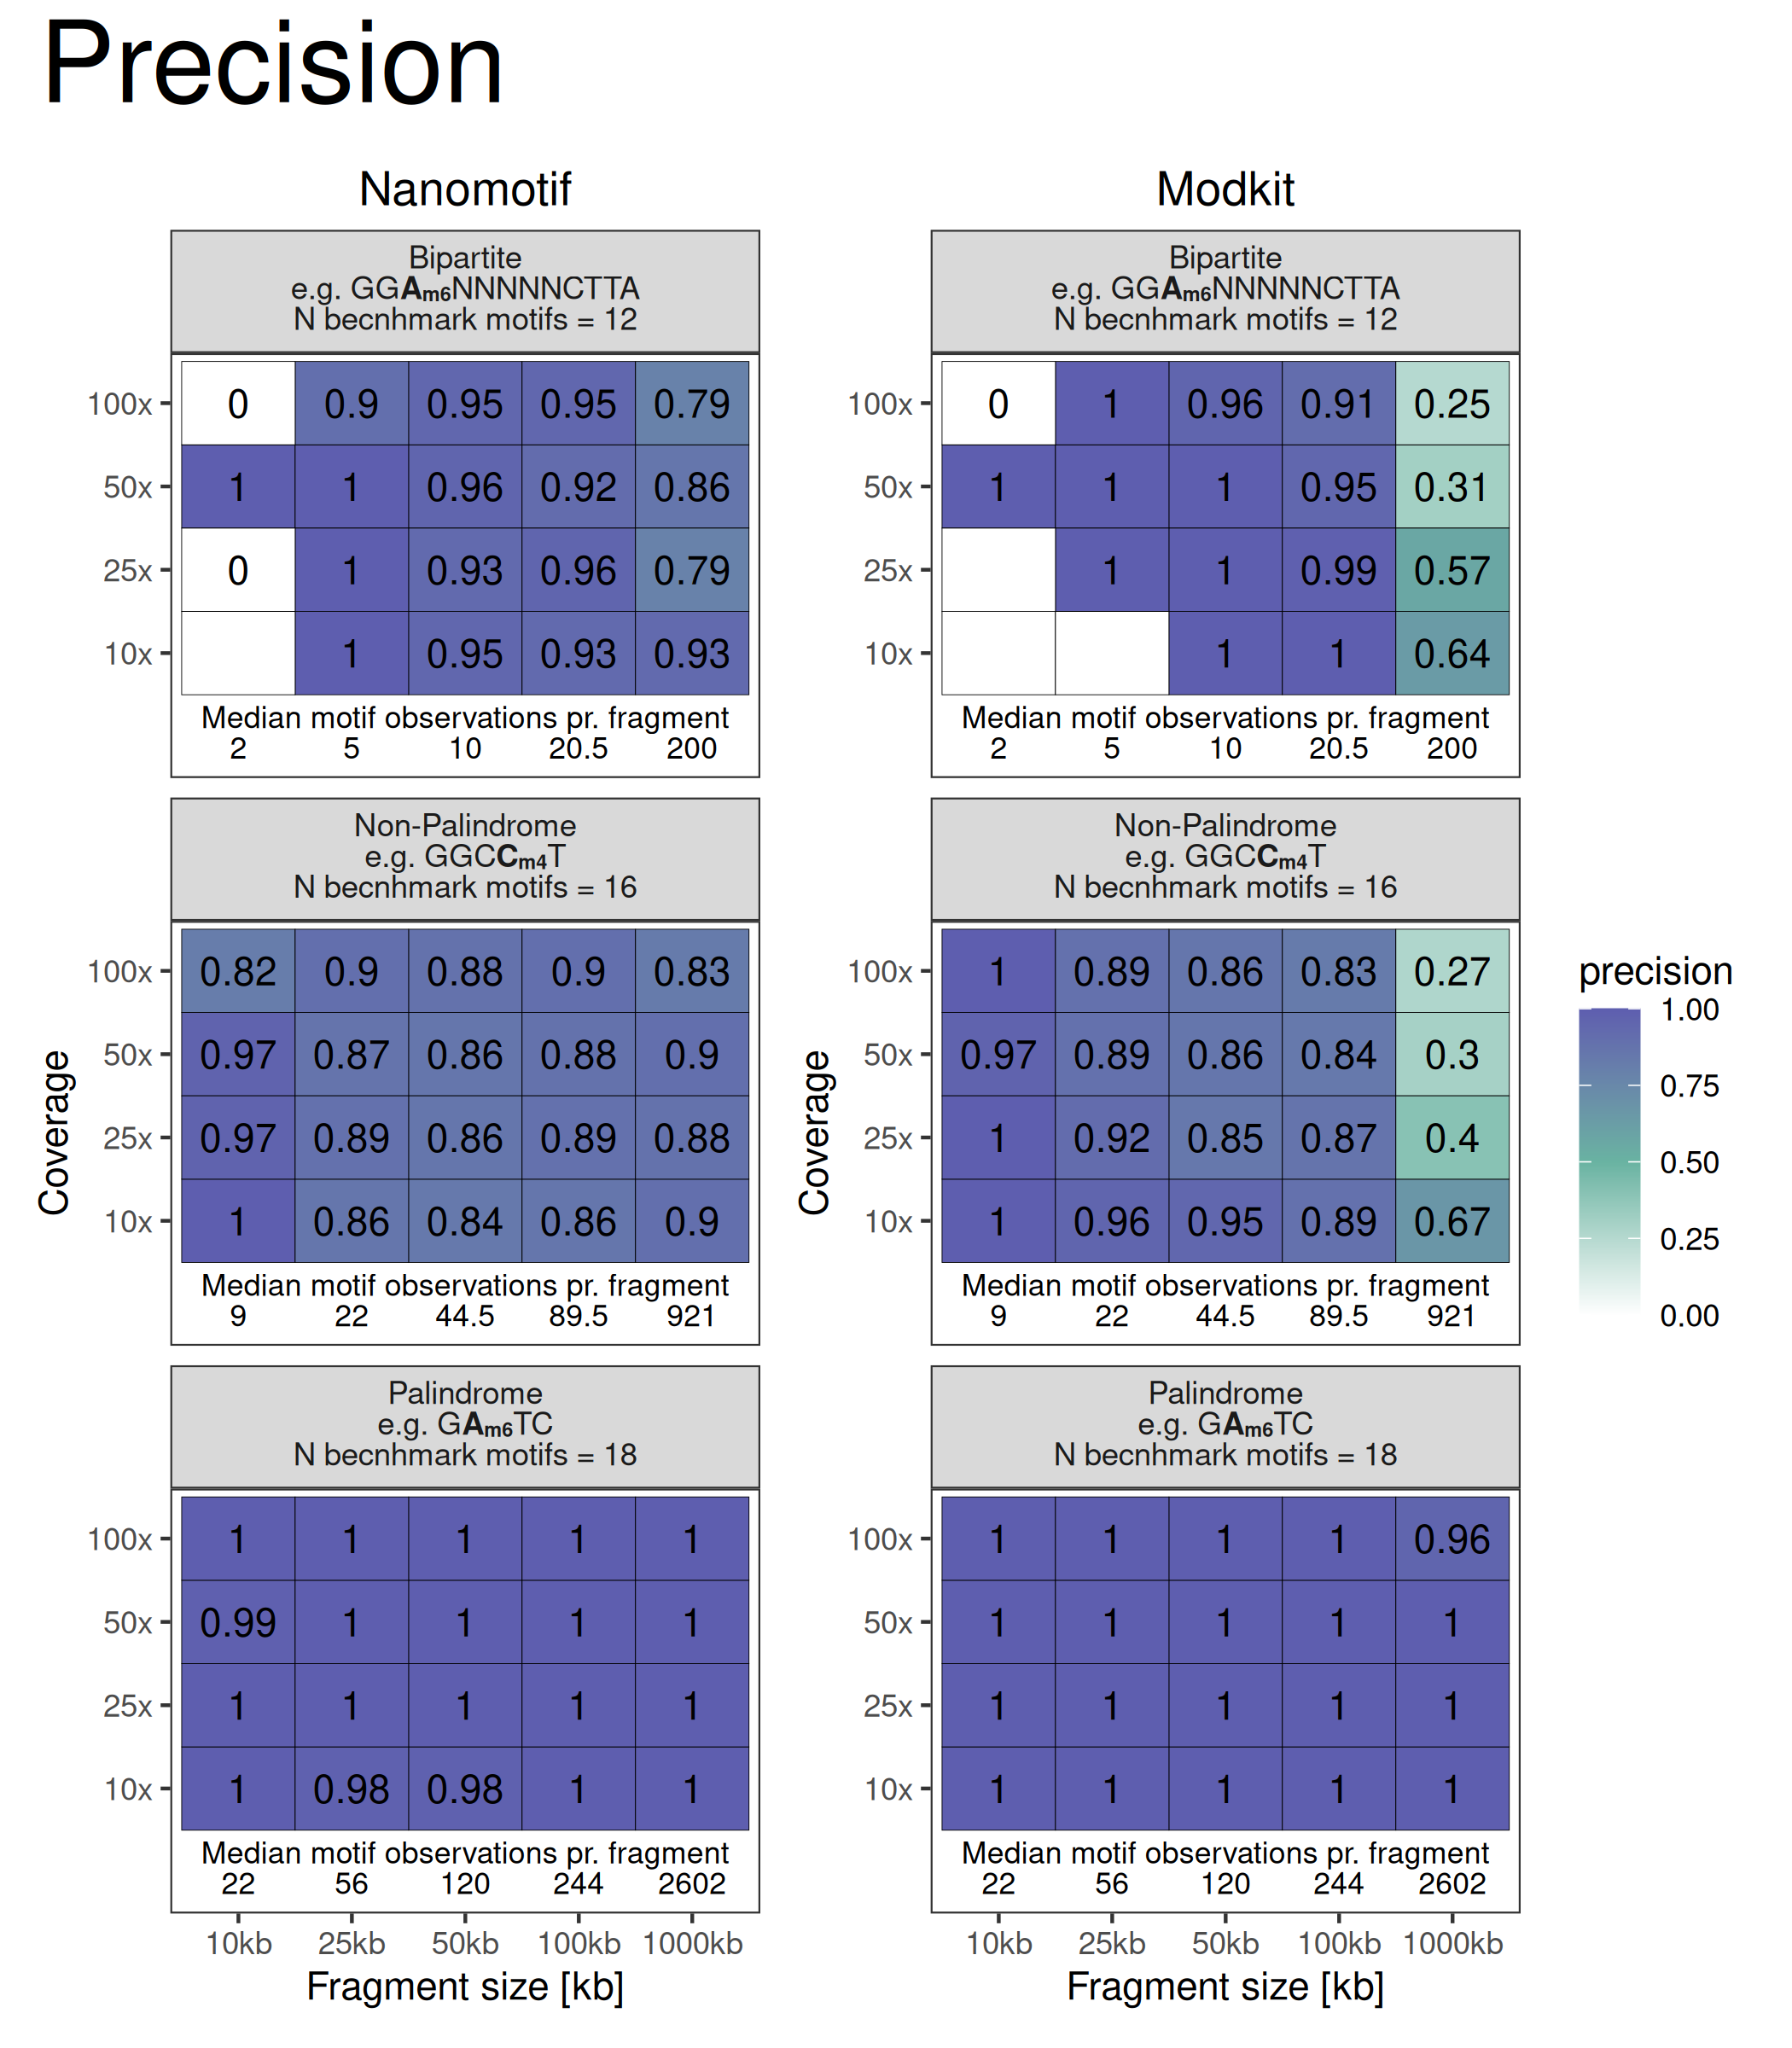 Precision
Nanomotif
Bipartite
e.g. GGAm6NNNNNCTTA
N becnhmark motifs = 12
100x 0 0.9 0.95 0.95 0.79
50x 1 1 0.96 0.92 0.86
25x 0 1 0.93 0.96 0.79
10x 1 0.95 0.93 0.93
Median motif observations pr. fragment
2 5 10 20.5 200
Non-Palindrome
e.g. GGCCm4T
N becnhmark motifs = 16
100x 0.82 0.9 0.88 0.9 0.83
50x 0.97 0.87 0.86 0.88 0.9
25x 0.97 0.89 0.86 0.89 0.88
10x 1 0.86 0.84 0.86 0.9
Median motif observations pr. fragment
9 22 44.5 89.5 921
Coverage
Palindrome
e.g. GAm6TC
N becnhmark motifs = 18
100x 1 1 1 1 1
50x 0.99 1 1 1 1
25x 1 1 1 1 1
10x 1 0.98 0.98 1 1
Median motif observations pr. fragment
22 56 120 244 2602
10kb 25kb 50kb 100kb 1000kb
Fragment size [kb]
Modkit
Bipartite
e.g. GGAm6NNNNNCTTA
N becnhmark motifs = 12
100x 0 1 0.96 0.91 0.25
50x 1 1 1 0.95 0.31
25x 1 1 0.99 0.57
10x 1 1 0.64
Median motif observations pr. fragment
2 5 10 20.5 200
Non-Palindrome
e.g. GGCCm4T
N becnhmark motifs = 16
100x 1 0.89 0.86 0.83 0.27
50x 0.97 0.89 0.86 0.84 0.3
25x 1 0.92 0.85 0.87 0.4
10x 1 0.96 0.95 0.89 0.67
Median motif observations pr. fragment
9 22 44.5 89.5 921
Coverage
Palindrome
e.g. GAm6TC
N becnhmark motifs = 18
100x 1 1 1 1 0.96
50x 1 1 1 1 1
25x 1 1 1 1 1
10x 1 1 1 1 1
Median motif observations pr. fragment
22 56 120 244 2602
10kb 25kb 50kb 100kb 1000kb
Fragment size [kb]
precision
1.00
0.75
0.50
0.25
0.00